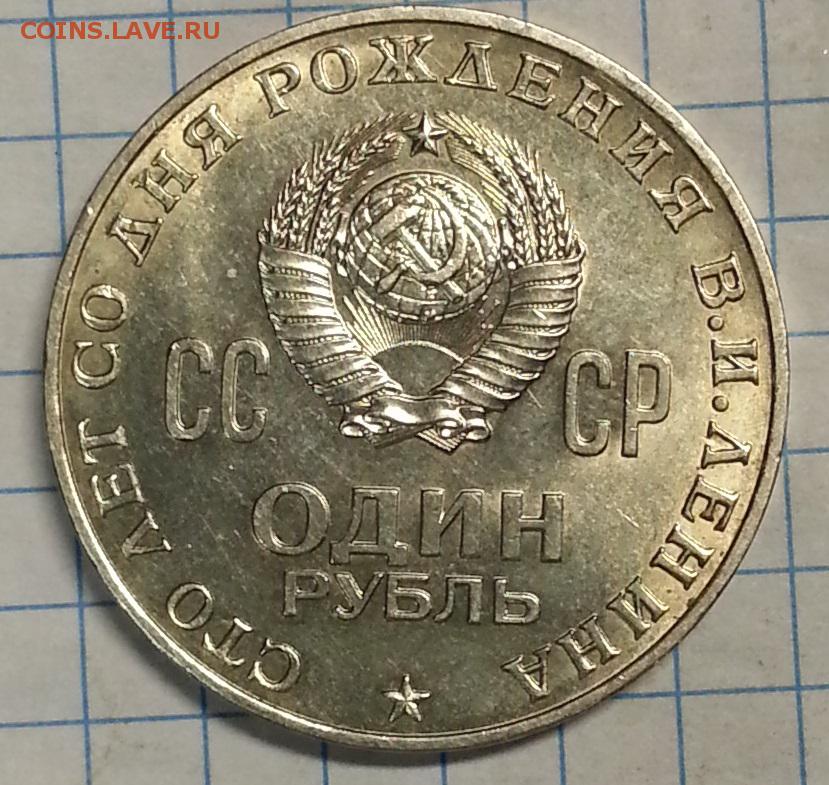 COINS.LAVE.RU
СТО ЛЕТ СО ДНЯ РОЖДЕНИЯ В.И.ЛЕНИНА
СС СР
ОДИН
РУБЛЬ